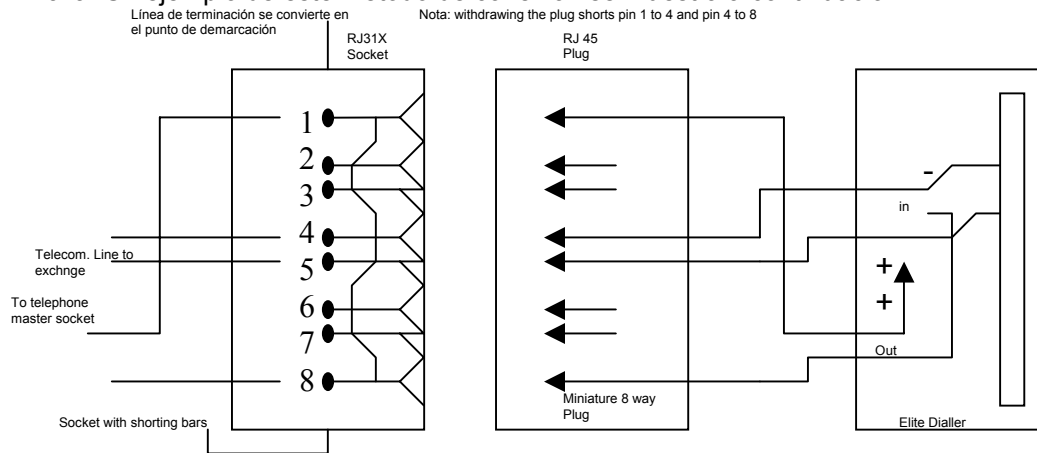 Línea de terminación se convierte en
el punto de demarcación
Nota: withdrawing the plug shorts pin 1 to 4 and pin 4 to 8
RJ31X
Socket
RJ 45
Plug
1
2
3
4
5
6
7
8
Telecom. Line to
exchnge
To telephone
master socket
Socket with shorting bars
Miniature 8 way
Plug
-
in
+
+
Out
Elite Dialler